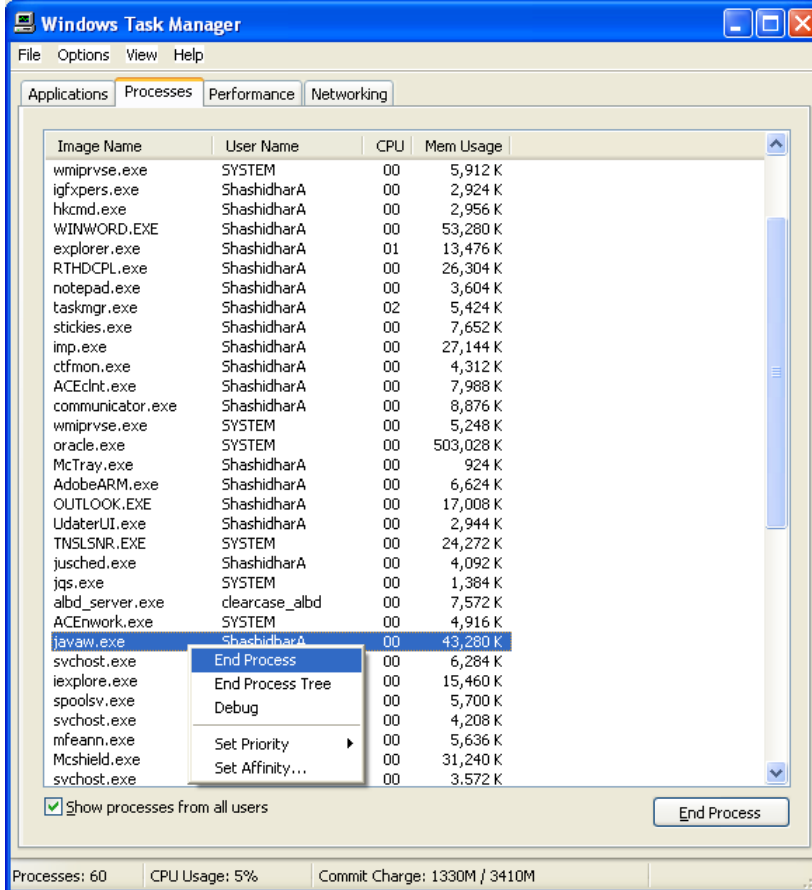 Windows Task Manager
File Options View Help
Applications Processes Performance Networking
Image Name User Name CPU Mem Usage
wmiprvse.exe SYSTEM 00 5,912 K
igfxpers.exe ShashidharA 00 2,924 K
hkcmd.exe ShashidharA 00 2,956 K
WINWORD.EXE ShashidharA 00 53,280 K
explorer.exe ShashidharA 01 13,476 K
RTHDCPL.exe ShashidharA 00 26,304 K
notepad.exe ShashidharA 00 3,604 K
taskmgr.exe ShashidharA 02 5,424 K
stickies.exe ShashidharA 00 7,652 K
imp.exe ShashidharA 00 27,144 K
ctfmon.exe ShashidharA 00 4,312 K
ACEclnt.exe ShashidharA 00 7,988 K
communicator.exe ShashidharA 00 8,876 K
wmiprvse.exe SYSTEM 00 5,248 K
oracle.exe SYSTEM 00 503,028 K
McTray.exe ShashidharA 00 924 K
AdobeARM.exe ShashidharA 00 6,624 K
OUTLOOK.EXE ShashidharA 00 17,008 K
UdaterUI.exe ShashidharA 00 2,944 K
TNSLSNR.EXE SYSTEM 00 24,272 K
jusched.exe ShashidharA 00 4,092 K
jqs.exe SYSTEM 00 1,384 K
albd_server.exe clearcase_albd 00 7,572 K
ACEnwork.exe SYSTEM 00 4,916 K
javaw.exe ShashidharA 00 43,280 K
svchost.exe 00 6,284 K
iexplore.exe 00 15,460 K
spoolsv.exe 00 5,700 K
svchost.exe 00 4,208 K
mfeann.exe 00 5,636 K
Mcshield.exe 00 31,240 K
svchost.exe 00 3.572 K
End Process
End Process Tree
Debug
Set Priority
Set Affinity...
Show processes from all users
End Process
Processes: 60 CPU Usage: 5% Commit Charge: 1330M / 3410M